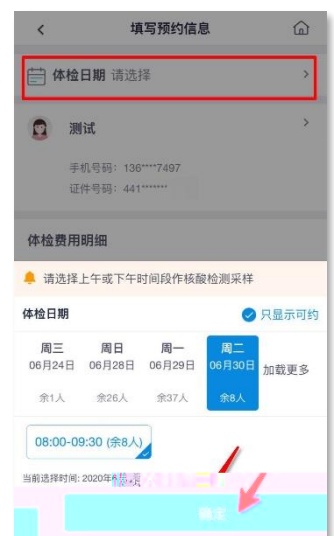 填写预约信息
体检日期 请选择
测试
手机号码：136****7497
证件号码：441*******
体检费用明细
请选择上午或下午时间段作核酸检测采样
体检日期
只显示可约
周三 周日 周一 周二
06月24日 06月28日 06月29日 06月30日 加载更多
余1人 余26人 余37人 余8人
08:00-09:30 (余8人)
当前选择时间: 2020年
确定